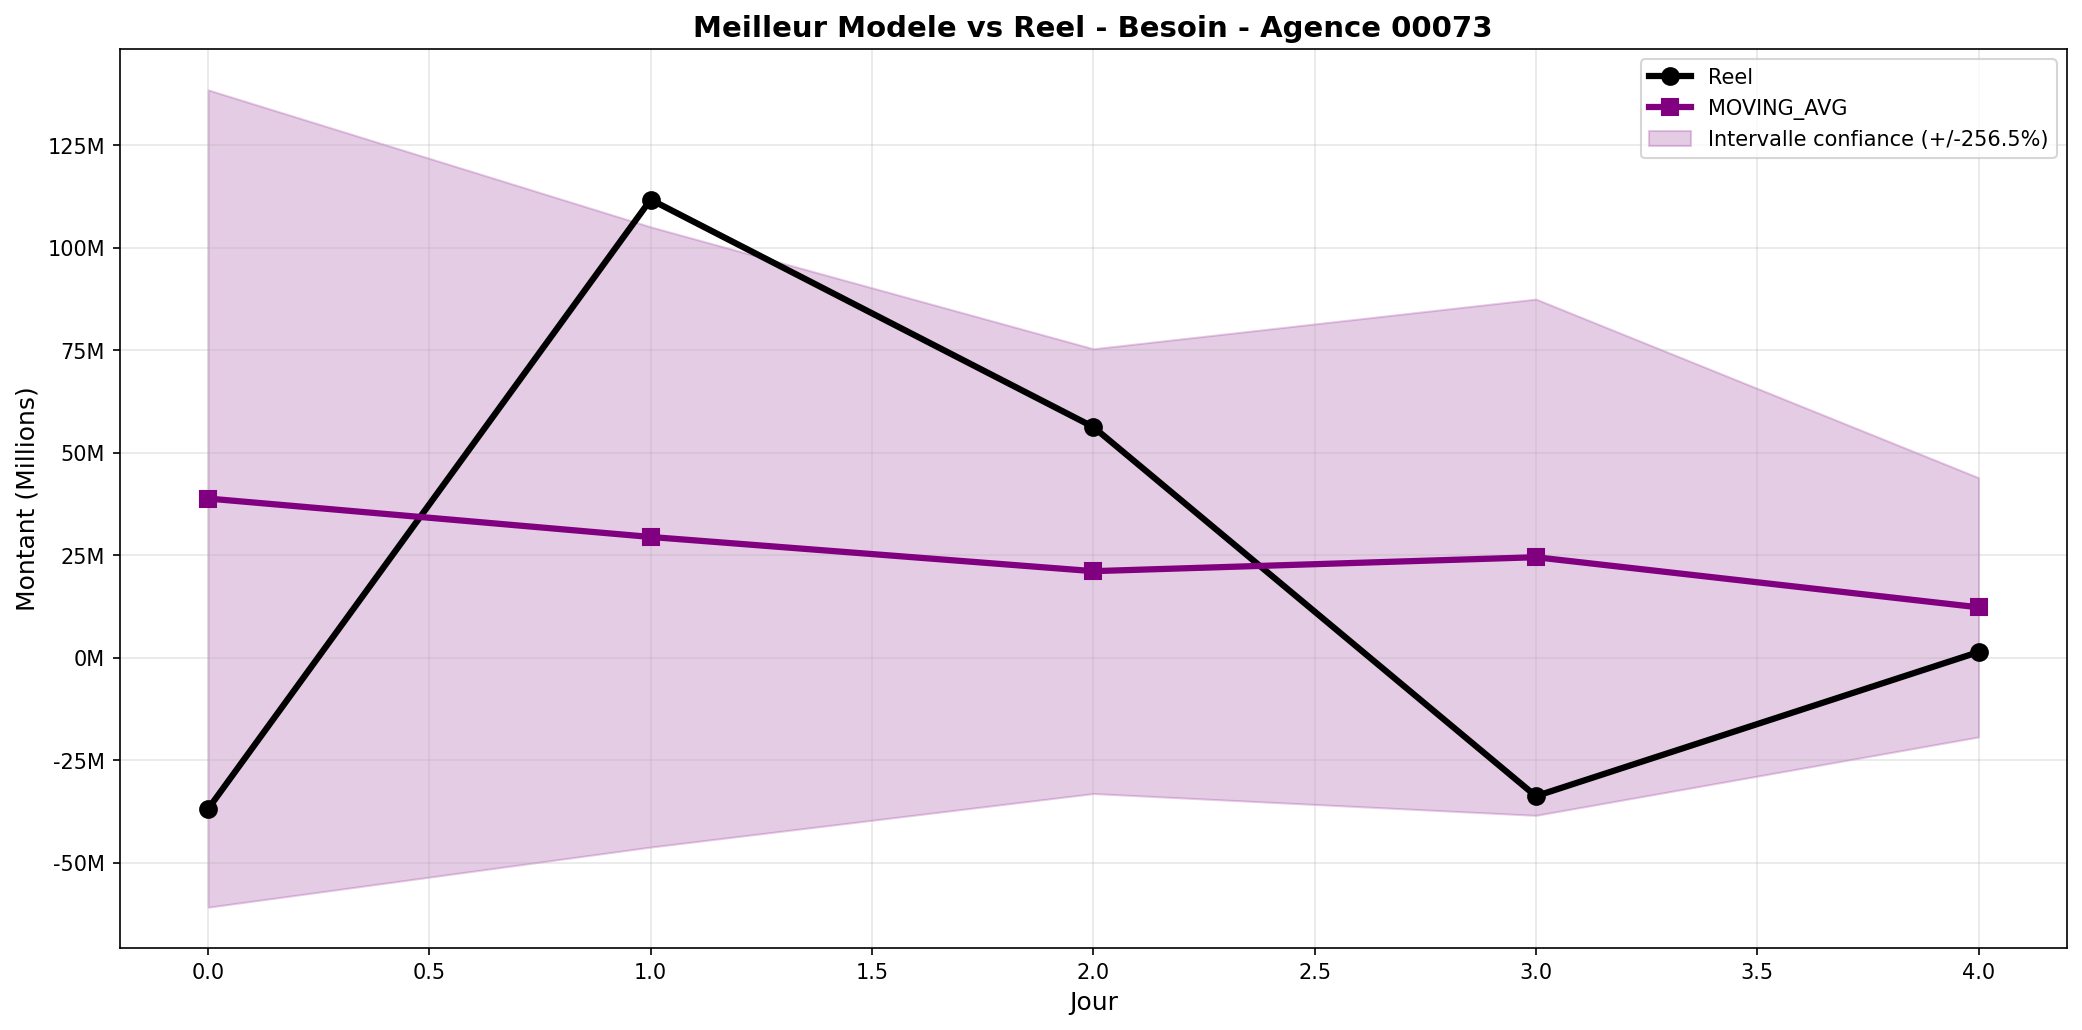 Meilleur Modele vs Reel - Besoin - Agence 00073
Reel
MOVING_AVG
Intervalle confiance (+/-256.5%)
Montant (Millions)
125M
100M
75M
50M
25M
0M
-25M
-50M
0.0 0.5 1.0 1.5 2.0 2.5 3.0 3.5 4.0
Jour